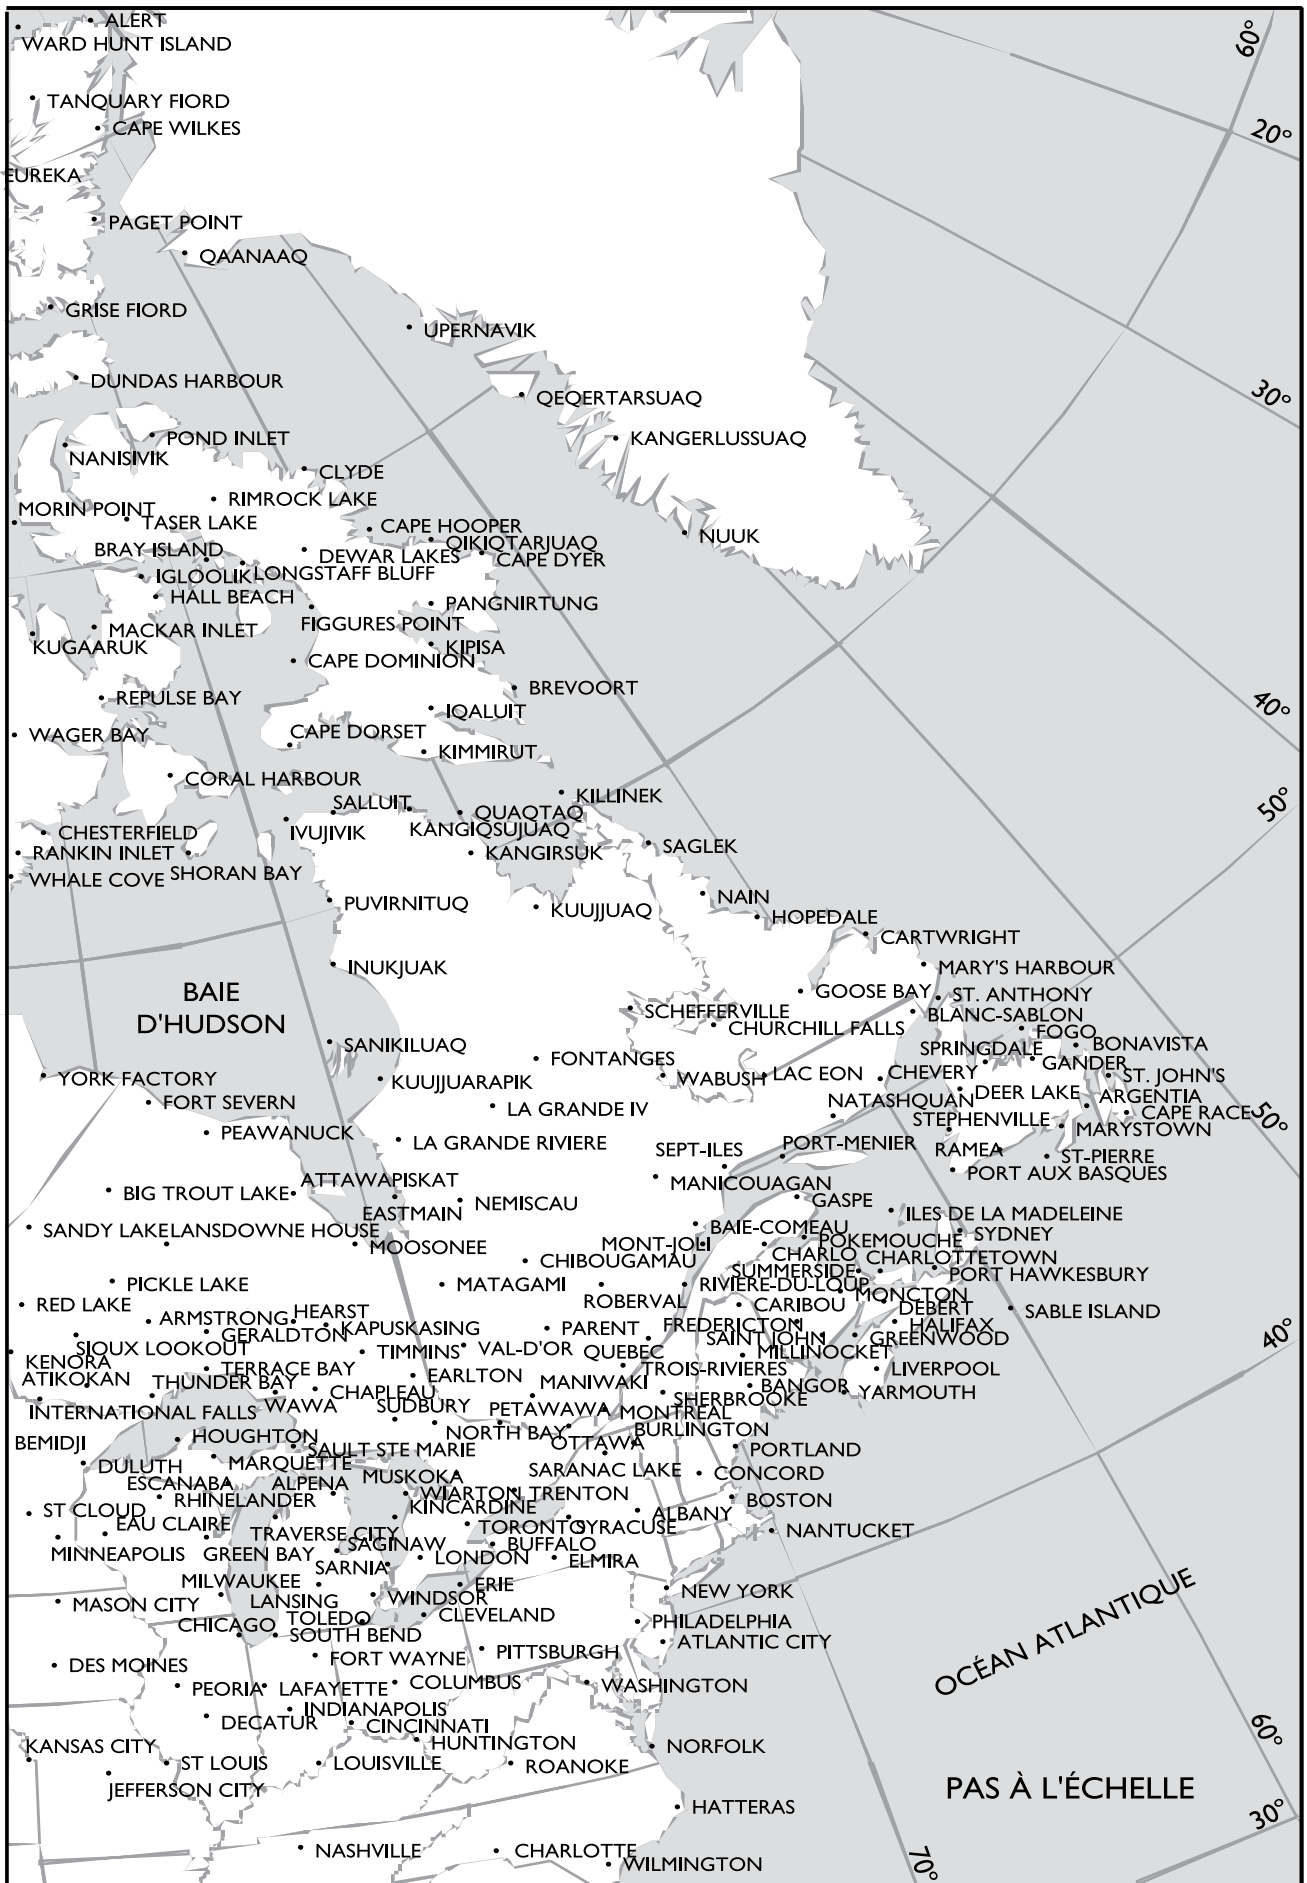 ALERT
WARD HUNT ISLAND
60°
TANQUARY FIORD
CAPE WILKES
20°
EUREKA
PAGET POINT
QAANAAQ
GRISE FIORD
UPERNAVIK
DUNDAS HARBOUR
QEQERTARSUAQ
30°
POND INLET
KANGERLUSSUAQ
NANISIVIK
CLYDE
RIMROCK LAKE
MORIN POINT
TASER LAKE
CAPE HOOPER
NUUK
QIKIQTARJUAQ
BRAY ISLAND
DEWAR LAKES
CAPE DYER
IGLOOLIK
LONGSTAFF BLUFF
HALL BEACH
PANGNIRTUNG
FIGGURES POINT
MACKAR INLET
KUGAARUK
KIPISA
CAPE DOMINION
BREVOORT
REPULSE BAY
40°
IQALUIT
WAGER BAY
CAPE DORSET
KIMMIRUT
CORAL HARBOUR
KILLINEK
50°
SALLUIT
QUAQTAQ
CHESTERFIELD
IVUJIVIK
KANGIQSUJUAQ
SAGLEK
RANKIN INLET
KANGIRSUK
WHALE COVE
SHORAN BAY
NAIN
PUVIRNITUQ
KUUJJUAQ
HOPEDALE
CARTWRIGHT
INUKJUAK
MARY'S HARBOUR
BAIE
D'HUDSON
GOOSE BAY
ST. ANTHONY
SCHEFFERVILLE
BLANC-SABLON
CHURCHILL FALLS
FOGO
SANIKILUAQ
SPRINGDALE
BONAVISTA
FONTANGES
GANDER
YORK FACTORY
KUUJJUARAPIK
WABUSH
LAC EON
CHEVERY
ST. JOHN'S
FORT SEVERN
LA GRANDE IV
NATASHQUAN
DEER LAKE
ARGENTIA
CAPE RACE
50°
PEAWANUCK
LA GRANDE RIVIERE
STEPHENVILLE
MARYSTOWN
SEPT-ILES
PORT-MENIER
RAMEA
ST-PIERRE
ATTAWAPISKAT
MANICOUAGAN
PORT AUX BASQUES
BIG TROUT LAKE
EASTMAIN
NEMISCAU
GASPE
ILES DE LA MADELEINE
SANDY LAKE
LANSDOWNE HOUSE
BAIE-COMEAU
MOOSONEE
MONT-JOLI
POKEMOUCHE
SYDNEY
CHIBOUGAMAU
CHARLO
CHARLOTTETOWN
PICKLE LAKE
MATAGAMI
SUMMERSIDE
PORT HAWKESBURY
RED LAKE
ROBERVAL
RIVIERE-DU-LOUP
MONCTON
ARMSTRONG
HEARST
CARIBOU
DEBERT
SABLE ISLAND
GERALDTON
KAPUSKASING
PARENT
FREDERICTON
HALIFAX
40°
SIOUX LOOKOUT
TIMMINS
VAL-D'OR
QUEBEC
SAINT JOHN
GREENWOOD
KENORA
TERRACE BAY
EARLTON
TROIS-RIVIERES
MILLINOCKET
LIVERPOOL
ATIKOKAN
THUNDER BAY
CHAPLEAU
MANIWAKI
SHERBROOKE
BANGOR
YARMOUTH
INTERNATIONAL FALLS
WAWA
SUDBURY
PETAWAWA
MONTREAL
BEMIDJI
HOUGHTON
NORTH BAY
BURLINGTON
SAULT STE MARIE
OTTAWA
PORTLAND
DULUTH
MARQUETTE
MUSKOKA
SARANAC LAKE
CONCORD
ESCANABA
ALPENA
WIARTON
TRENTON
BOSTON
ST CLOUD
RHINELANDER
KINCARDINE
ALBANY
EAU CLAIRE
TRAVERSE CITY
TORONTO
SYRACUSE
NANTUCKET
MINNEAPOLIS
GREEN BAY
SAGINAW
BUFFALO
SARNIA
LONDON
ELMIRA
MILWAUKEE
ERIE
NEW YORK
MASON CITY
LANSING
WINDSOR
CHICAGO
TOLEDO
CLEVELAND
PHILADELPHIA
SOUTH BEND
ATLANTIC CITY
DES MOINES
FORT WAYNE
PITTSBURGH
OCÉAN ATLANTIQUE
PEORIA
LAFAYETTE
COLUMBUS
WASHINGTON
DECATUR
INDIANAPOLIS
CINCINNATI
60°
KANSAS CITY
HUNTINGTON
NORFOLK
ST LOUIS
LOUISVILLE
ROANOKE
JEFFERSON CITY
PAS À L'ÉCHELLE
HATTERAS
30°
NASHVILLE
CHARLOTTE
WILMINGTON
70°